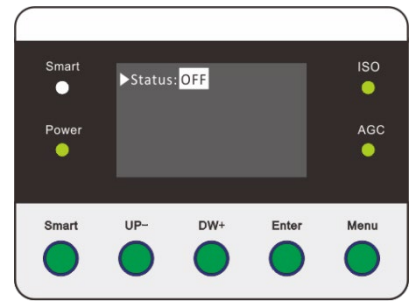 Smart
Status: OFF
ISO
Power
AGC
Smart UP− DW+ Enter Menu